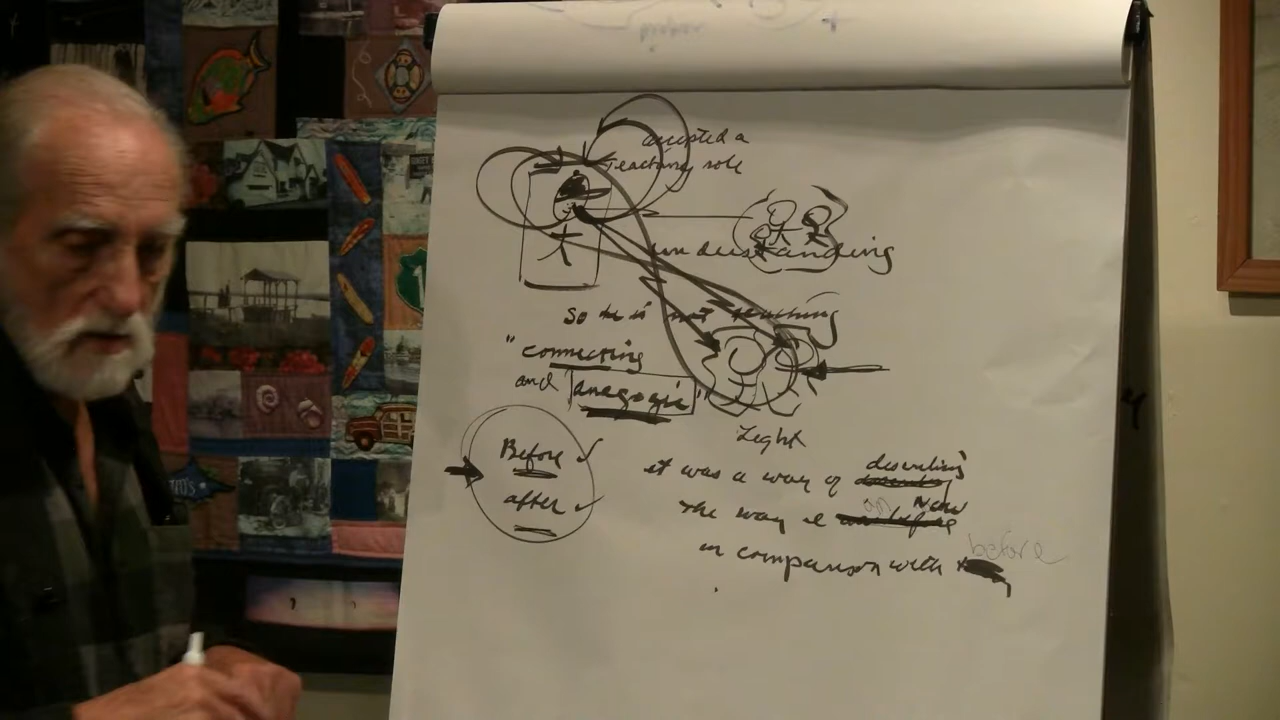 accepted a
Teaching role
understanding
So he is not teaching
"connecting
and anagogic"
Light
Before
after
it was a way of describing
the way I am Now
in comparison with before